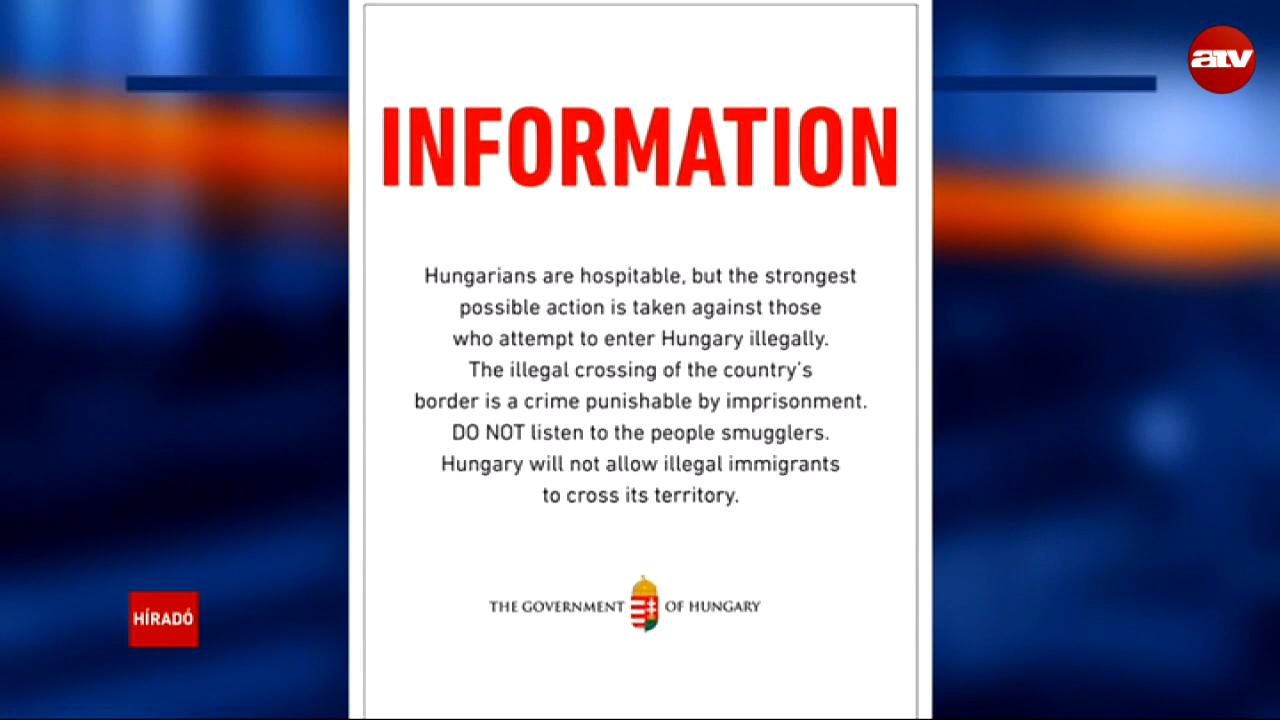 atv
INFORMATION
Hungarians are hospitable, but the strongest
possible action is taken against those
who attempt to enter Hungary illegally.
The illegal crossing of the country's
border is a crime punishable by imprisonment.
DO NOT listen to the people smugglers.
Hungary will not allow illegal immigrants
to cross its territory.
THE GOVERNMENT OF HUNGARY
HÍRADÓ